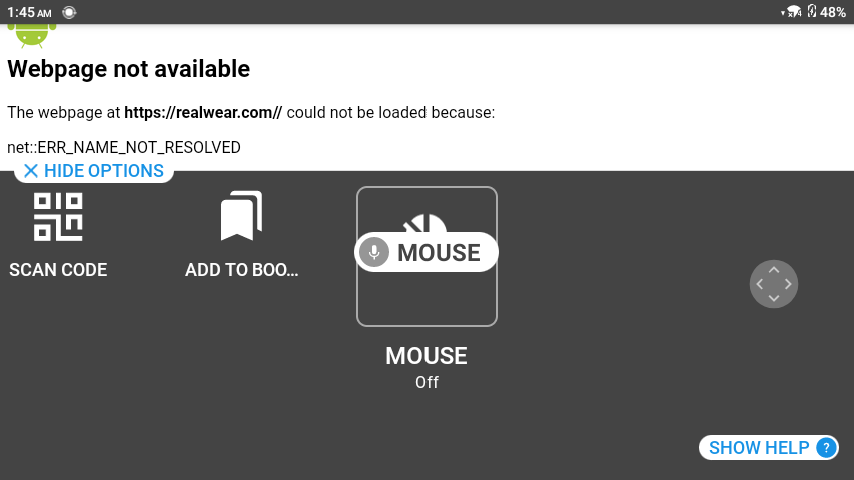 1:45 AM 48%
Webpage not available
The webpage at https://realwear.com// could not be loaded because:
net::ERR_NAME_NOT_RESOLVED
HIDE OPTIONS
SCAN CODE
ADD TO BOO...
MOUSE
MOUSE
Off
SHOW HELP ?